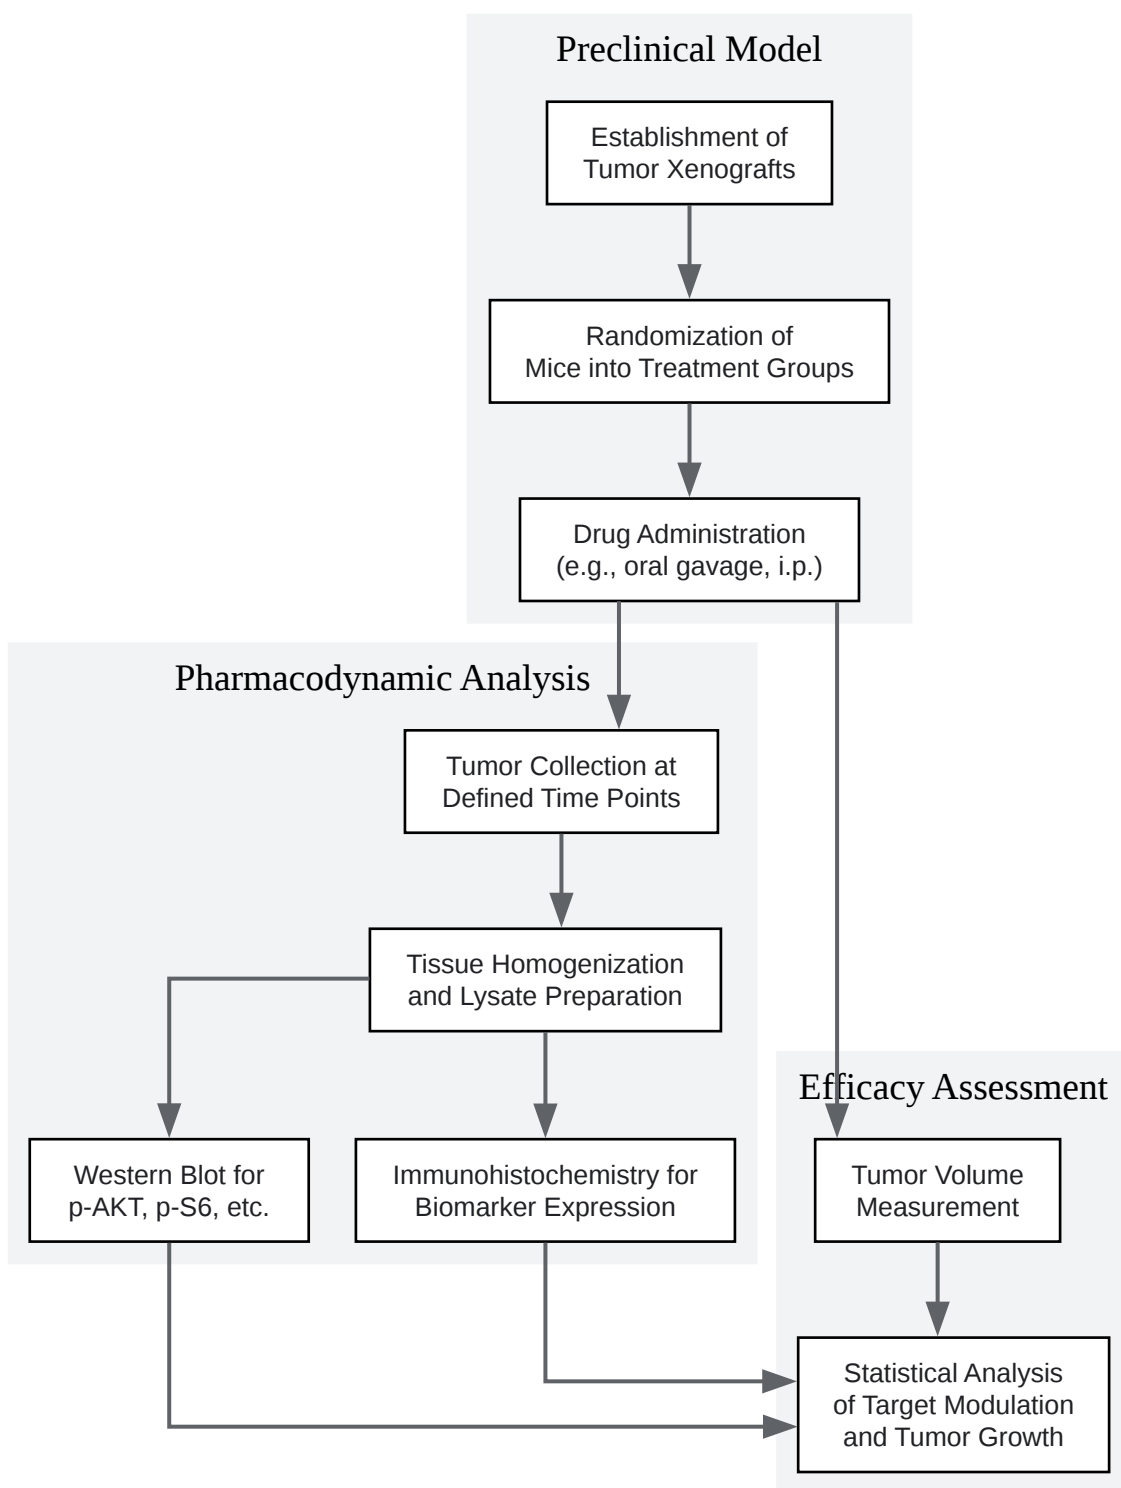 Preclinical Model
Establishment of
Tumor Xenografts
Randomization of
Mice into Treatment Groups
Drug Administration
(e.g., oral gavage, i.p.)
Pharmacodynamic Analysis
Tumor Collection at
Defined Time Points
Tissue Homogenization
and Lysate Preparation
Western Blot for
p-AKT, p-S6, etc.
Immunohistochemistry for
Biomarker Expression
Efficacy Assessment
Tumor Volume
Measurement
Statistical Analysis
of Target Modulation
and Tumor Growth